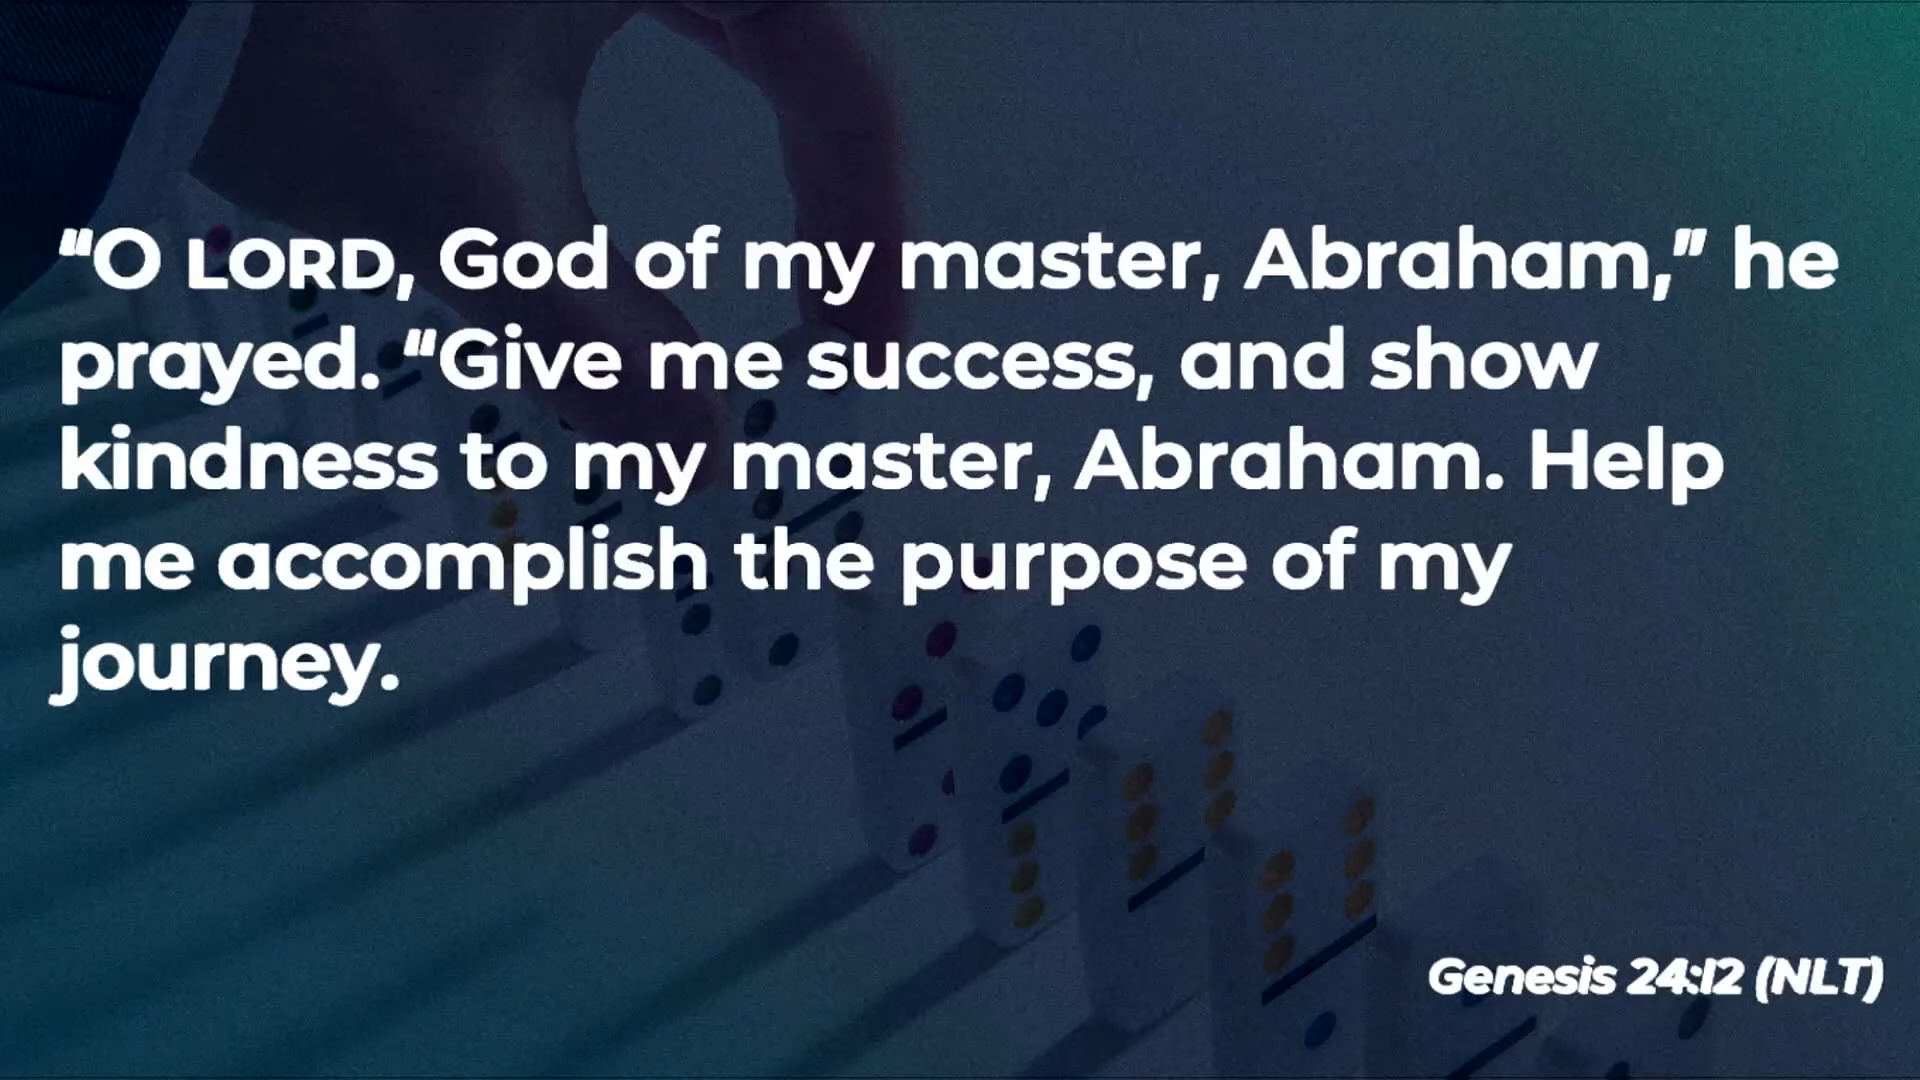 “O LORD, God of my master, Abraham,” he
prayed. “Give me success, and show
kindness to my master, Abraham. Help
me accomplish the purpose of my
journey.
Genesis 24:12 (NLT)